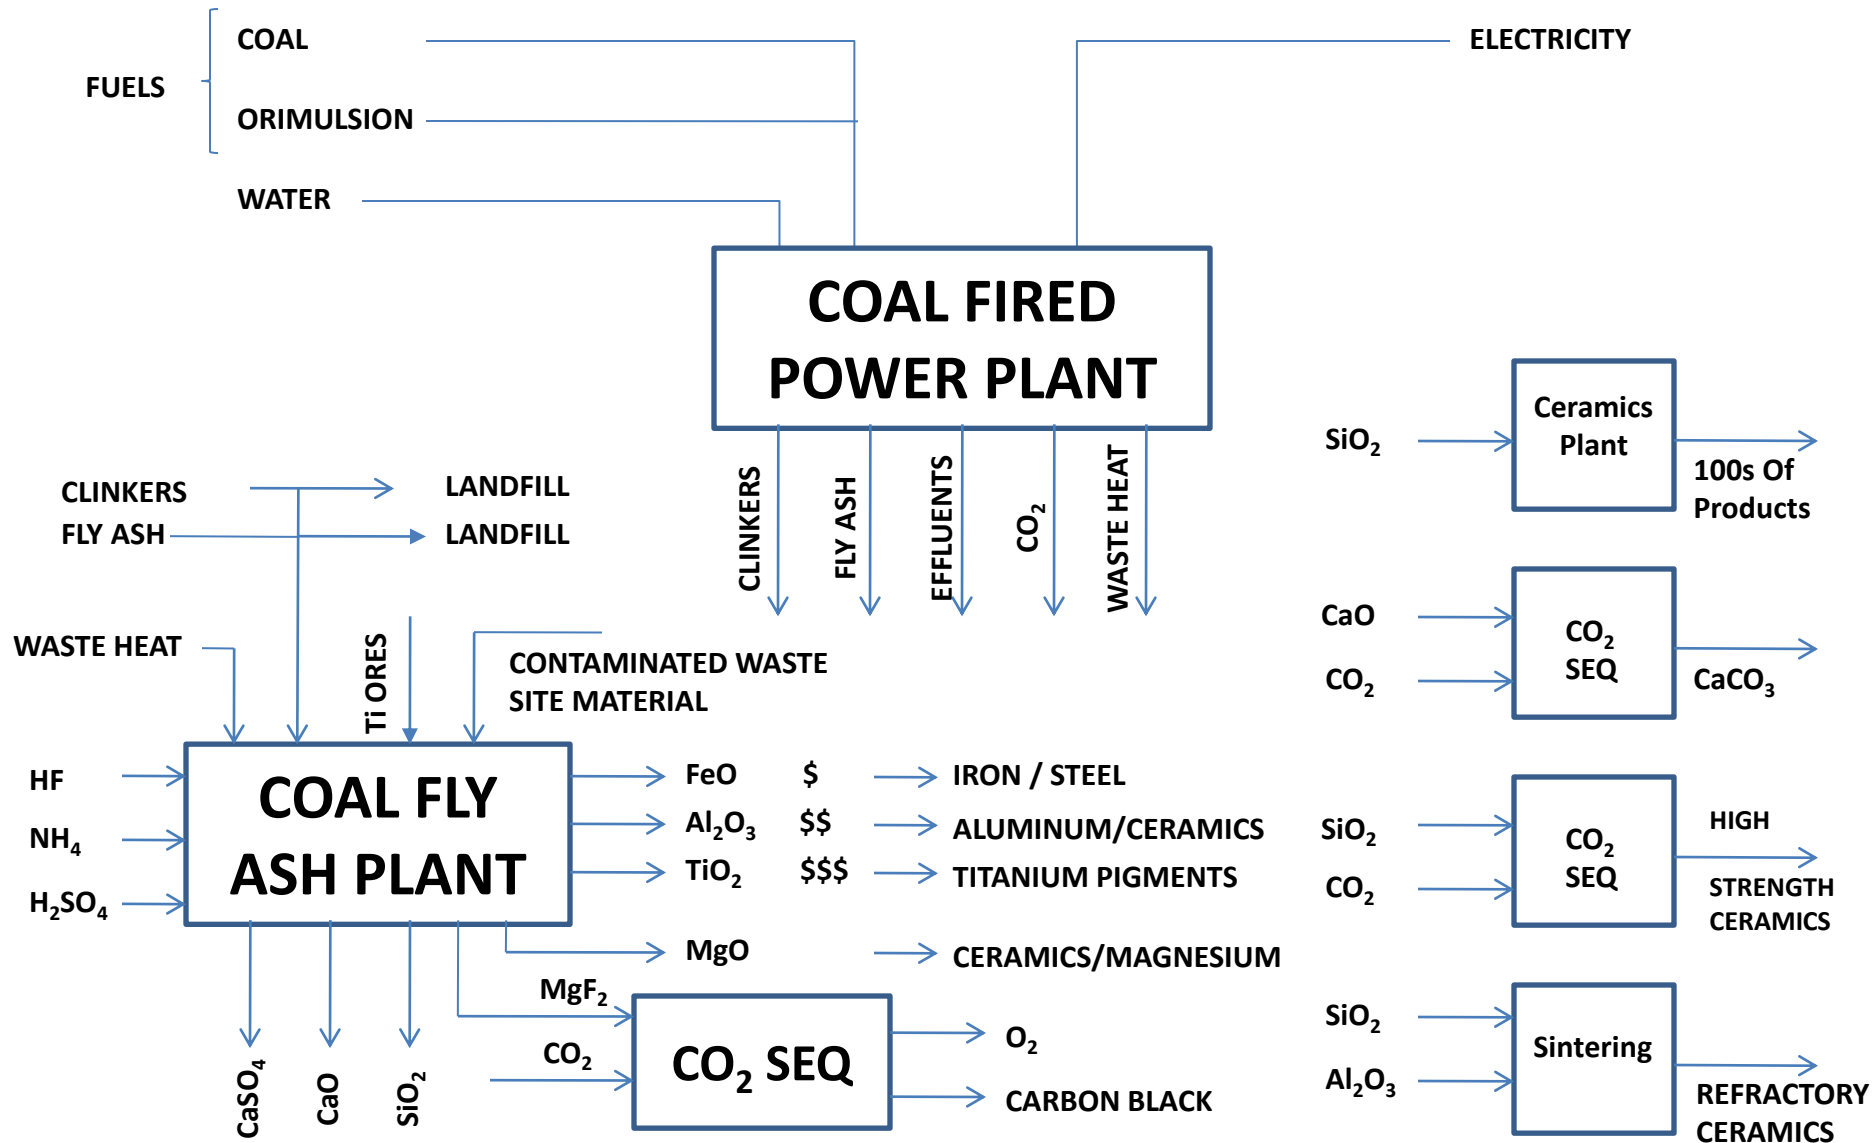 COAL
FUELS
ORIMULSION
WATER
ELECTRICITY
COAL FIRED
POWER PLANT
CLINKERS
FLY ASH
EFFLUENTS
CO₂
WASTE HEAT
CLINKERS
LANDFILL
FLY ASH
LANDFILL
WASTE HEAT
Ti ORES
CONTAMINATED WASTE
SITE MATERIAL
HF
NH₄
H₂SO₄
COAL FLY
ASH PLANT
FeO $ IRON / STEEL
Al₂O₃ $$ ALUMINUM/CERAMICS
TiO₂ $$$ TITANIUM PIGMENTS
MgO CERAMICS/MAGNESIUM
CaSO₄
CaO
SiO₂
MgF₂
CO₂
CO₂ SEQ
O₂
CARBON BLACK
SiO₂
Ceramics
Plant
100s Of
Products
CaO
CO₂
CO₂
SEQ
CaCO₃
SiO₂
CO₂
CO₂
SEQ
HIGH
STRENGTH
CERAMICS
SiO₂
Al₂O₃
Sintering
REFRACTORY
CERAMICS